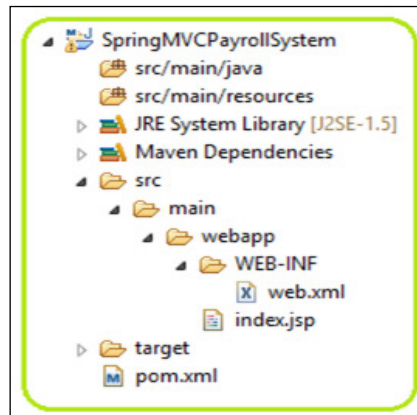 SpringMVCPayrollSystem
src/main/java
src/main/resources
JRE System Library [J2SE-1.5]
Maven Dependencies
src
main
webapp
WEB-INF
web.xml
index.jsp
target
pom.xml